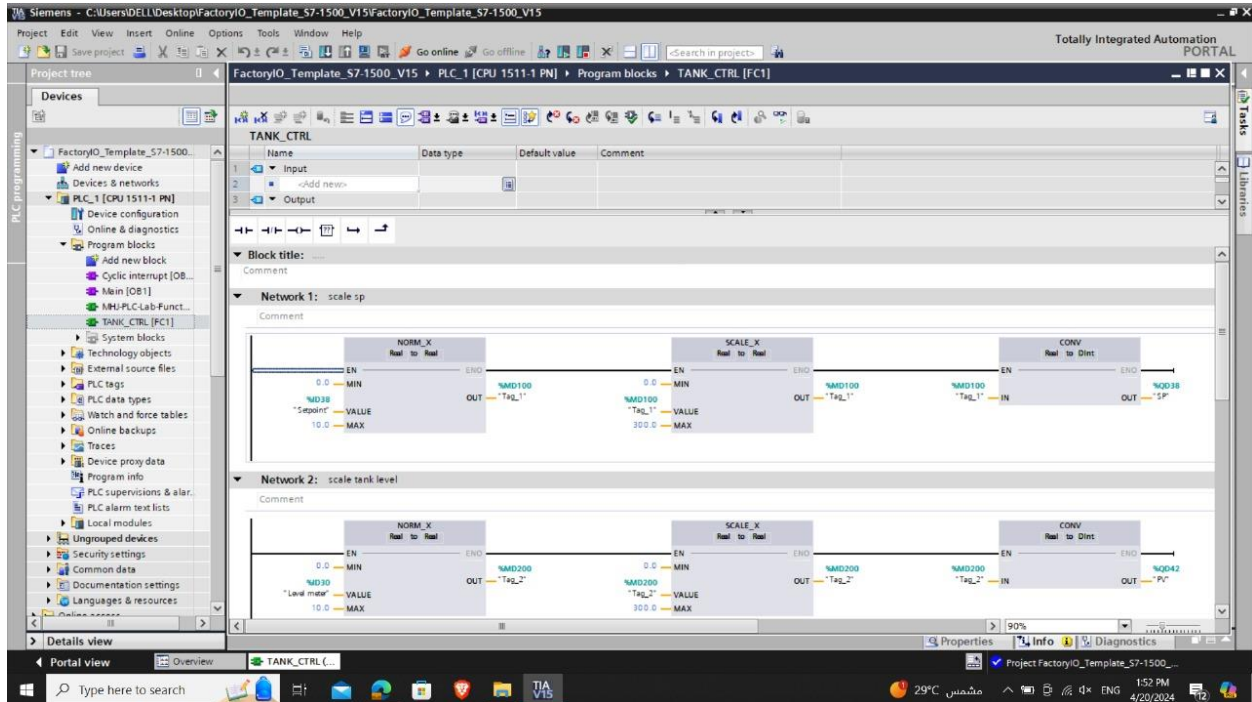 Siemens - C:\Users\DELL\Desktop\FactoryIO_Template_S7-1500_V15\FactoryIO_Template_S7-1500_V15
Project Edit View Insert Online Options Tools Window Help
Totally Integrated Automation
PORTAL
Save project Go online Go offline <Search in project>
Project tree
FactoryIO_Template_S7-1500_V15 PLC_1 [CPU 1511-1 PN] Program blocks TANK_CTRL [FC1]
Devices
PLC programming
Tasks
Libraries
FactoryIO_Template_S7-1500...
Add new device
Devices & networks
PLC_1 [CPU 1511-1 PN]
Device configuration
Online & diagnostics
Program blocks
Add new block
Cyclic interrupt [OB...
Main [OB1]
MHJ-PLC-Lab-Funct...
TANK_CTRL [FC1]
System blocks
Technology objects
External source files
PLC tags
PLC data types
Watch and force tables
Online backups
Traces
Device proxy data
Program info
PLC supervisions & alar..
PLC alarm text lists
Local modules
Ungrouped devices
Security settings
Common data
Documentation settings
Languages & resources
Online access
Details view
TANK_CTRL
Name Data type Default value Comment
1 Input
2 <Add new>
3 Output
Block title: .....
Comment
Network 1: scale sp
Comment
NORM_X SCALE_X CONV
Real to Real Real to Real Real to DInt
EN ENO EN ENO EN ENO
0.0 MIN %MD100 0.0 MIN %MD100 %MD100 %QD38
%MD38 OUT "Tag_1" %MD100 OUT "Tag_1" "Tag_1" IN OUT "SP"
"Setpoint" VALUE "Tag_1" VALUE
10.0 MAX 300.0 MAX
Network 2: scale tank level
Comment
NORM_X SCALE_X CONV
Real to Real Real to Real Real to DInt
EN ENO EN ENO EN ENO
0.0 MIN %MD200 0.0 MIN %MD200 %MD200 %QD42
%ID30 OUT "Tag_2" %MD200 OUT "Tag_2" "Tag_2" IN OUT "PV"
"Level meter" VALUE "Tag_2" VALUE
10.0 MAX 300.0 MAX
90%
Properties Info Diagnostics
Portal view Overview TANK_CTRL (... Project FactoryIO_Template_S7-1500_...
Type here to search TIA V15 29°C مشمس ENG 1:52 PM
4/20/2024 12